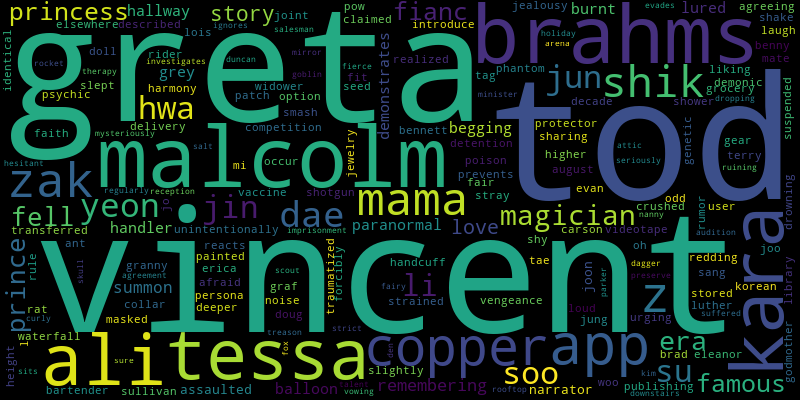 princess hallway story joint pow fianc lured burnt agreeing
elsewhere described lois claimed introduce jealousy shake
identical greta brahms laugh
doll rider salesman holiday arena benny mate
rocket therapy investigates duncan mirror evades ignores
psychic grey widower realized fierce tag phantom jun shik liking demonic
slept harmony patch option goblin fit seed minister decade grocery dropping
hwa smash demonstrates shower suspended
faith mysteriously delivery competition bennett begging protector tod
hesitant malcolm salt jewelry detention sharing genetic gear terry
zak mi occur poison higher attic seriously ruining
regularly reception vaccine shotgun prevents august evan
yeon jo jin dae mama fair stray crushed odd user
fell handler unintentionally paranormal love magician nanny rumor
transferred imprisonment shy carson videotape audition kara drowning
prince rule ant reacts painted handcuff tae oh redding joo
vincent granny erica scout traumatized forcibly dagger sang library
summon agreement afraid graf li joon parker preserve korean
skull persona noise strained vengeance z stored
rat collar deeper doug loud jung luther suffered
curly masked treason strict urging
waterfall fairy era brad eleanor godmother
height ali tessa fox den copper app
sits sure slightly soo su kim publishing famous
bartender sullivan assaulted balloon remembering narrator woo
vowing rooftop downstairs